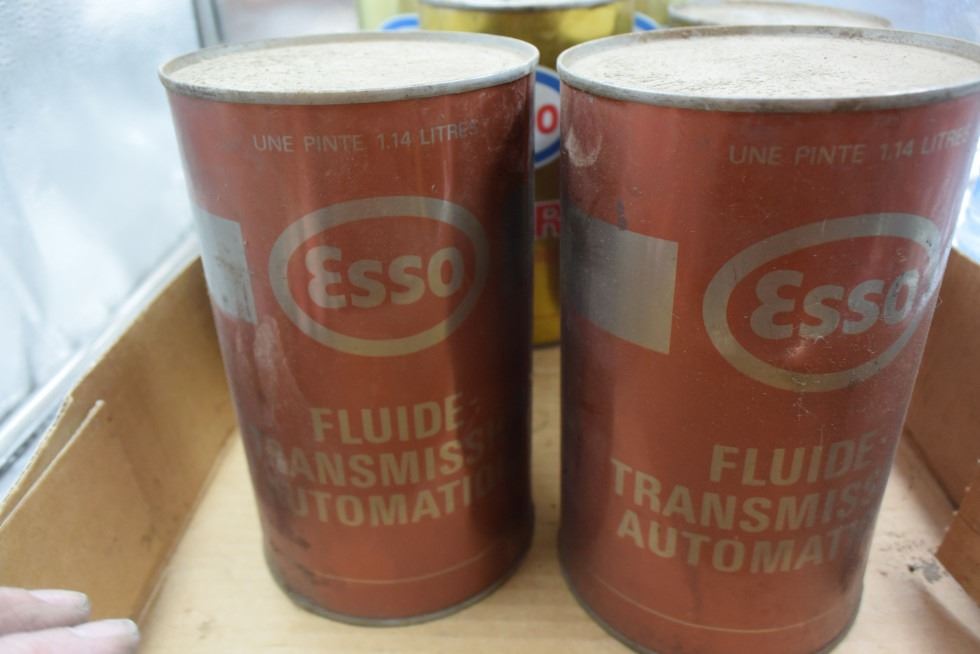 UNE PINTE 1.14 LITRES
Esso
FLUIDE-
TRANSMISS
AUTOMATI
UNE PINTE 1.14 LITRES
Esso
FLUIDE-
TRANSMISS
AUTOMAT